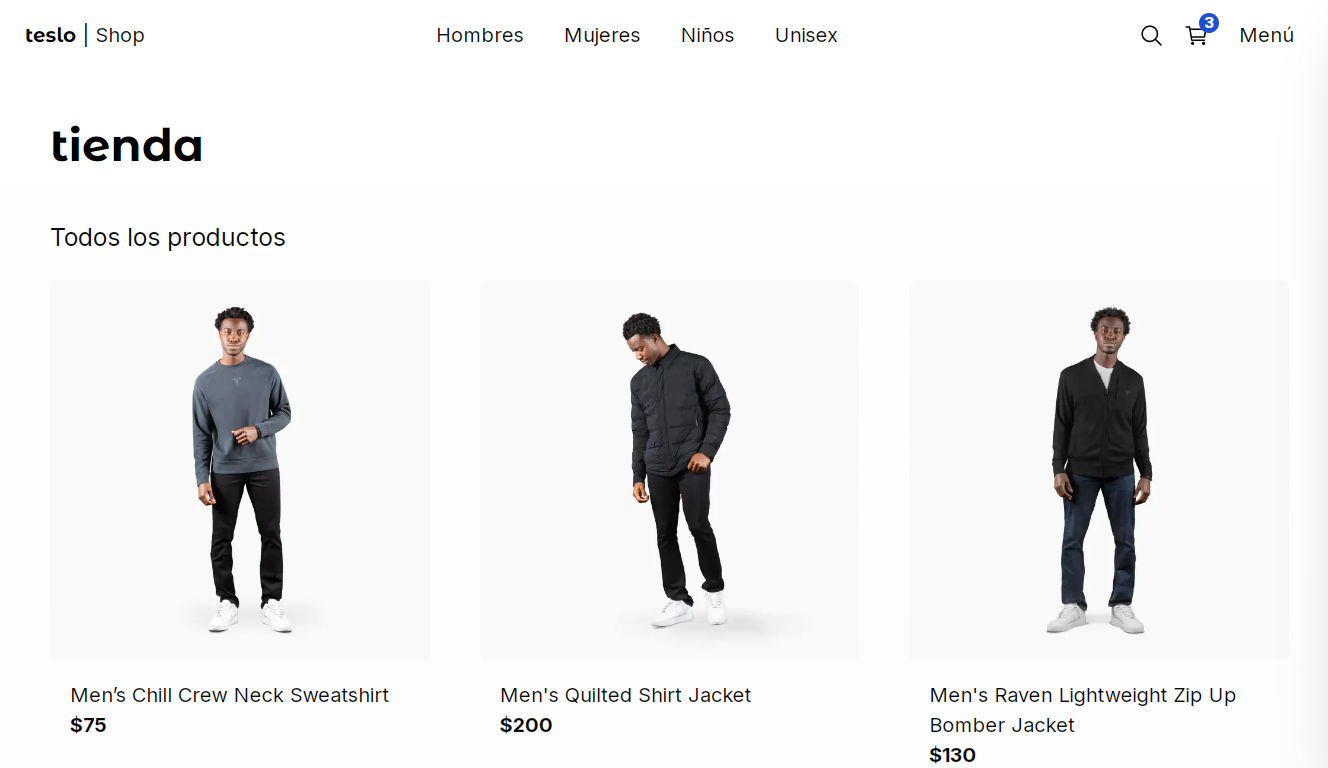 teslo | Shop
Hombres
Mujeres
Niños
Unisex
3
Menú
tienda
Todos los productos
Men’s Chill Crew Neck Sweatshirt
$75
Men's Quilted Shirt Jacket
$200
Men's Raven Lightweight Zip Up
Bomber Jacket
$130